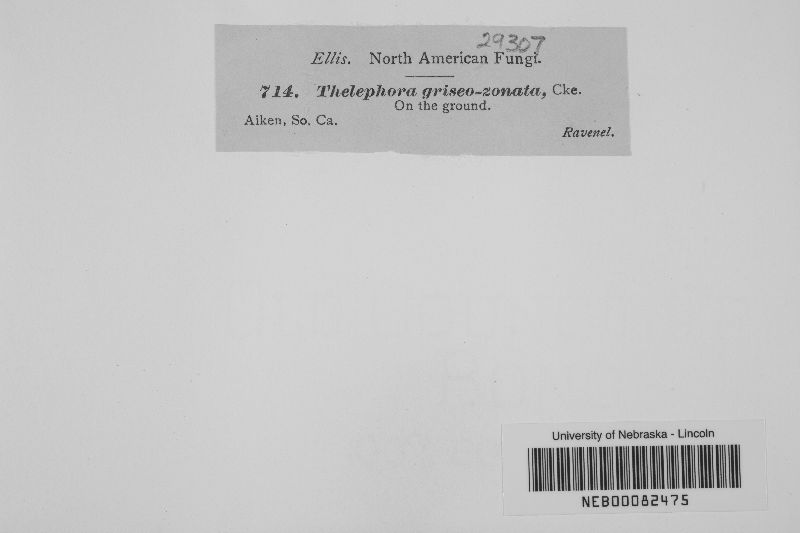 29307
Ellis. North American Fungi.
714. Thelephora griseo-zonata, Cke.
On the ground.
Aiken, So. Ca.
Ravenel.
University of Nebraska - Lincoln
NEB00082475